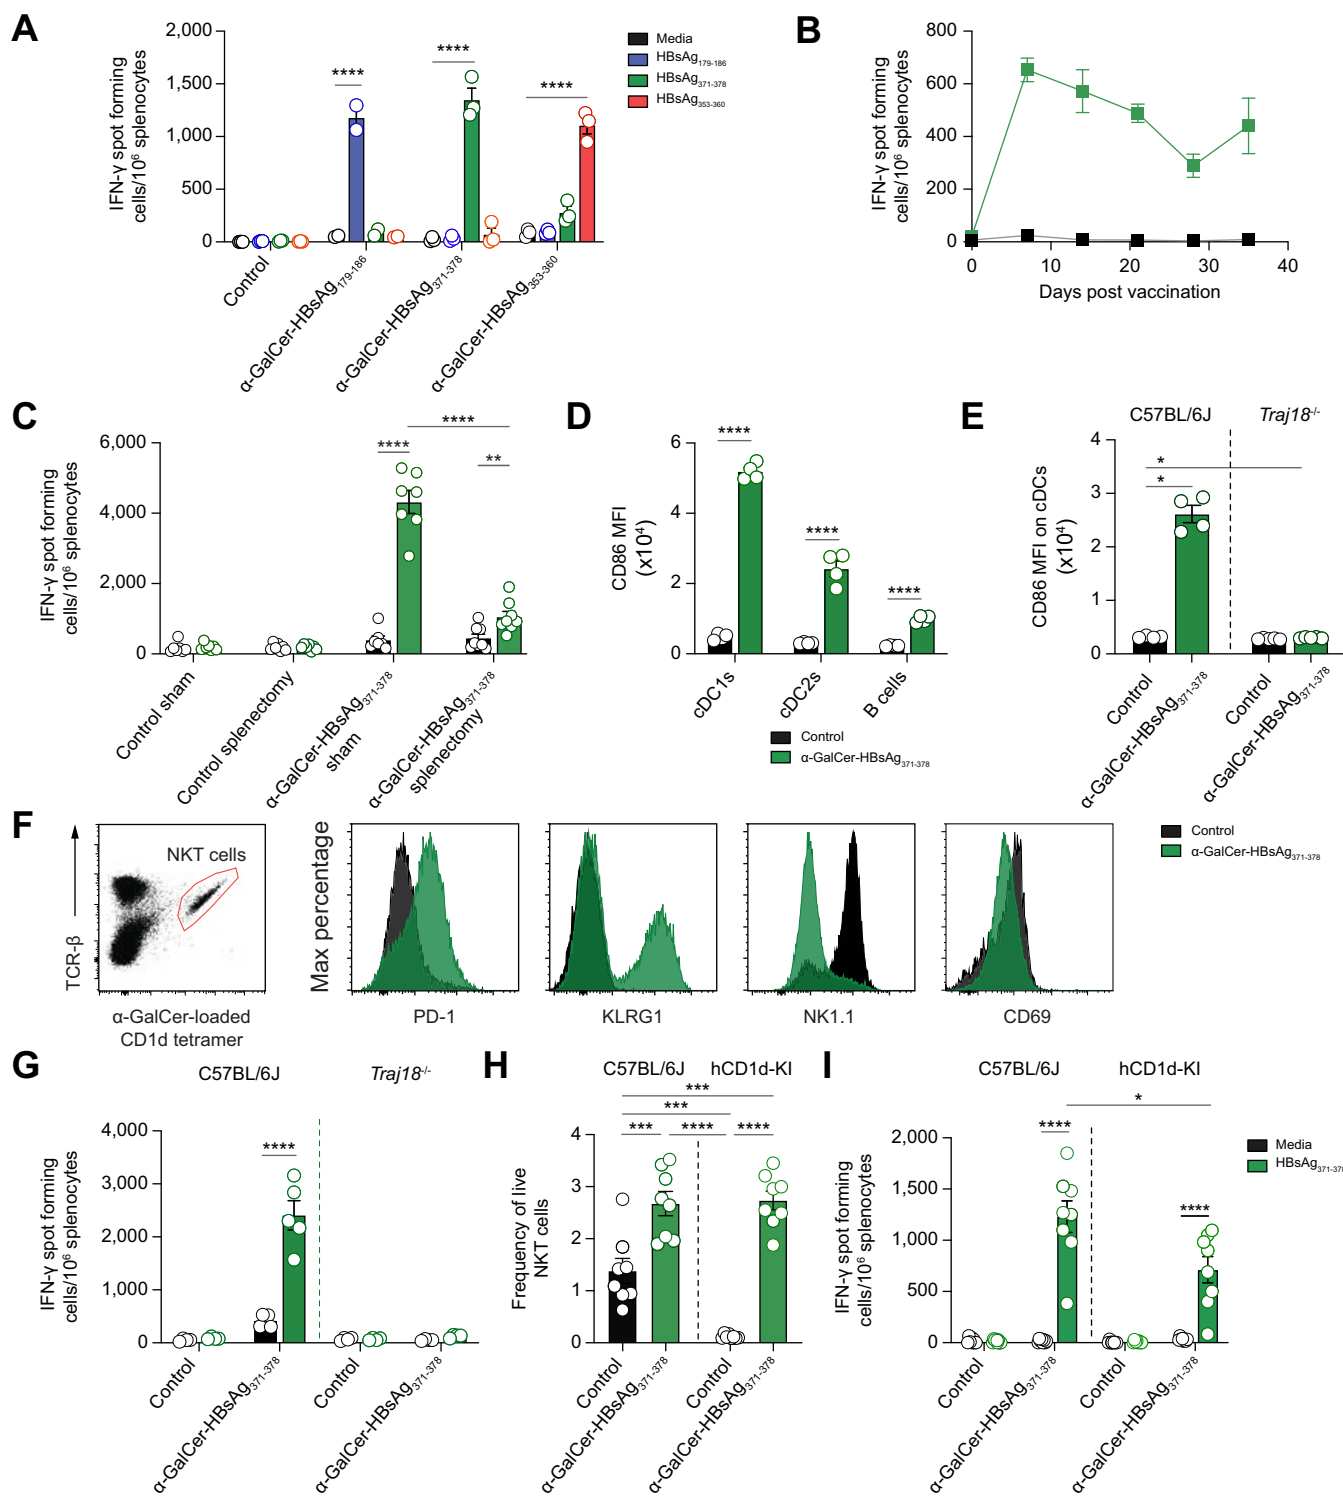 A
IFN-γ spot forming
cells/10⁶ splenocytes
2,000
1,500
1,000
500
0
****
****
****
Media
HBsAg₁₇₉₋₁₈₆
HBsAg₃₇₁₋₃₇₈
HBsAg₃₅₃₋₃₆₀
Control
α-GalCer-HBsAg₁₇₉₋₁₈₆
α-GalCer-HBsAg₃₇₁₋₃₇₈
α-GalCer-HBsAg₃₅₃₋₃₆₀
B
IFN-γ spot forming
cells/10⁶ splenocytes
800
600
400
200
0
0 10 20 30 40
Days post vaccination
C
IFN-γ spot forming
cells/10⁶ splenocytes
6,000
4,000
2,000
0
****
****
**
Control sham
Control splenectomy
α-GalCer-HBsAg₃₇₁₋₃₇₈
sham
α-GalCer-HBsAg₃₇₁₋₃₇₈
splenectomy
D
CD86 MFI
(x10⁴)
6
4
2
0
****
****
****
cDC1s
cDC2s
B cells
Control
α-GalCer-HBsAg₃₇₁₋₃₇₈
E
C57BL/6J Traj18⁻/⁻
CD86 MFI on cDCs
(x10⁴)
4
3
2
1
0
*
*
Control
α-GalCer-HBsAg₃₇₁₋₃₇₈
Control
α-GalCer-HBsAg₃₇₁₋₃₇₈
F
TCR-β
NKT cells
α-GalCer-loaded
CD1d tetramer
Max percentage
PD-1
KLRG1
NK1.1
CD69
Control
α-GalCer-HBsAg₃₇₁₋₃₇₈
G
C57BL/6J Traj18⁻/⁻
IFN-γ spot forming
cells/10⁶ splenocytes
4,000
3,000
2,000
1,000
0
****
Control
α-GalCer-HBsAg₃₇₁₋₃₇₈
Control
α-GalCer-HBsAg₃₇₁₋₃₇₈
H
C57BL/6J hCD1d-KI
Frequency of live
NKT cells
4
3
2
1
0
***
***
*** **** ****
Control
α-GalCer-HBsAg₃₇₁₋₃₇₈
Control
α-GalCer-HBsAg₃₇₁₋₃₇₈
I
C57BL/6J hCD1d-KI
IFN-γ spot forming
cells/10⁶ splenocytes
2,000
1,500
1,000
500
0
*
****
****
Control
α-GalCer-HBsAg₃₇₁₋₃₇₈
Control
α-GalCer-HBsAg₃₇₁₋₃₇₈
Media
HBsAg₃₇₁₋₃₇₈